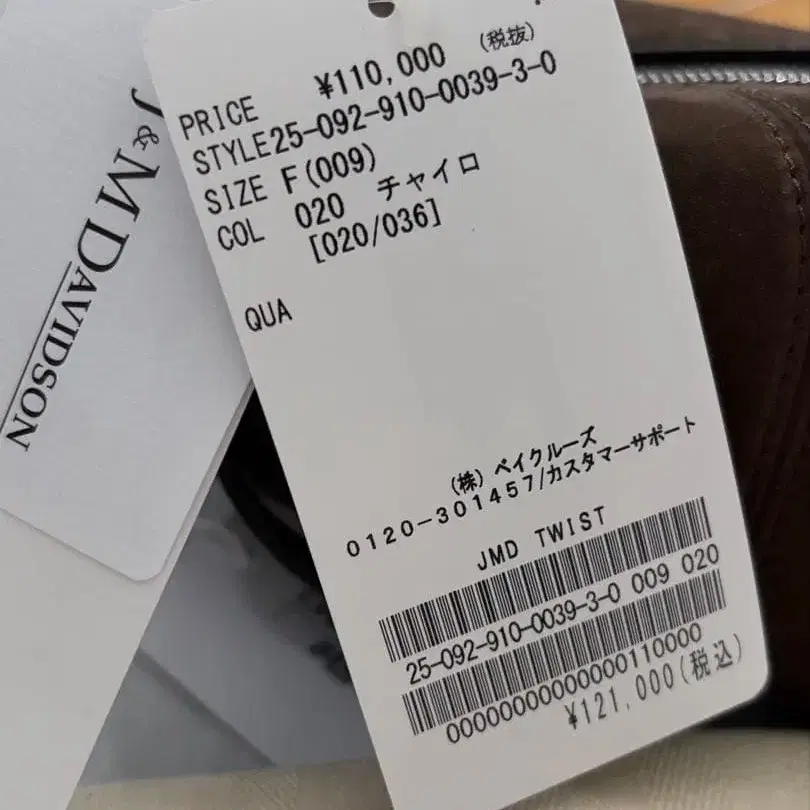 J&M DAVIDSON
PRICE ¥110,000 (税抜)
STYLE25-092-910-0039-3-0
SIZE F(009)
COL 020 チャイロ
[020/036]
QUA
(株) ベイクルーズ
0120-301457/カスタマーサポート
JMD TWIST
25-092-910-0039-3-0 009 020
0000000000000110000
¥121,000(税込)